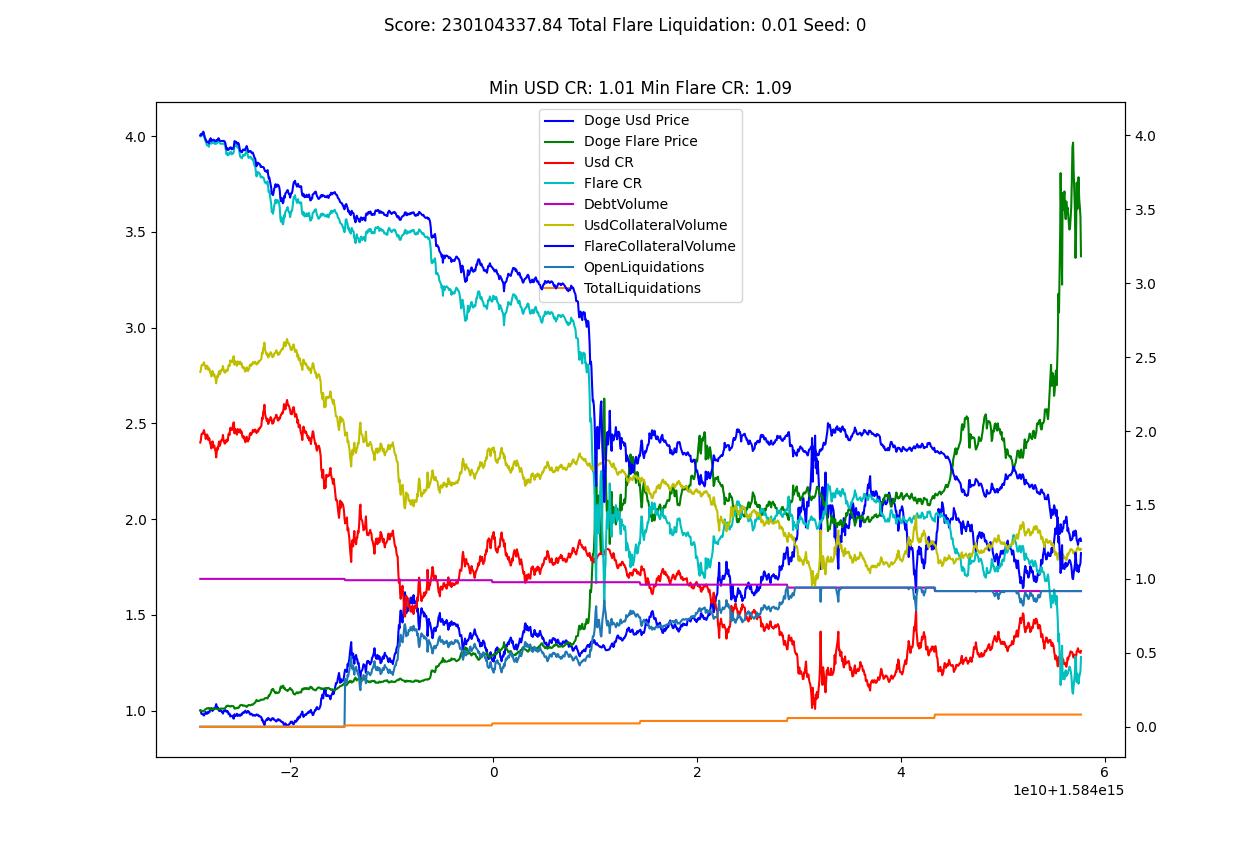 Score: 230104337.84 Total Flare Liquidation: 0.01 Seed: 0
Min USD CR: 1.01 Min Flare CR: 1.09
Doge Usd Price
Doge Flare Price
Usd CR
Flare CR
DebtVolume
UsdCollateralVolume
FlareCollateralVolume
OpenLiquidations
TotalLiquidations
4.0
3.5
3.0
2.5
2.0
1.5
1.0
4.0
3.5
3.0
2.5
2.0
1.5
1.0
0.5
0.0
−2
0
2
4
6
1e10+1.584e15